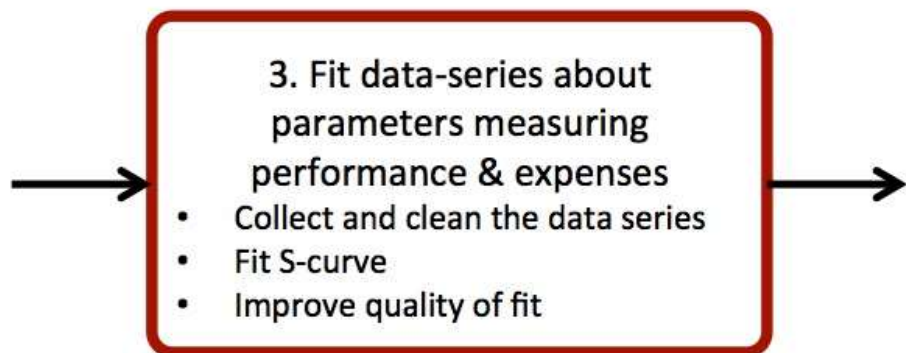 3. Fit data-series about
parameters measuring
performance & expenses
• Collect and clean the data series
• Fit S-curve
• Improve quality of fit